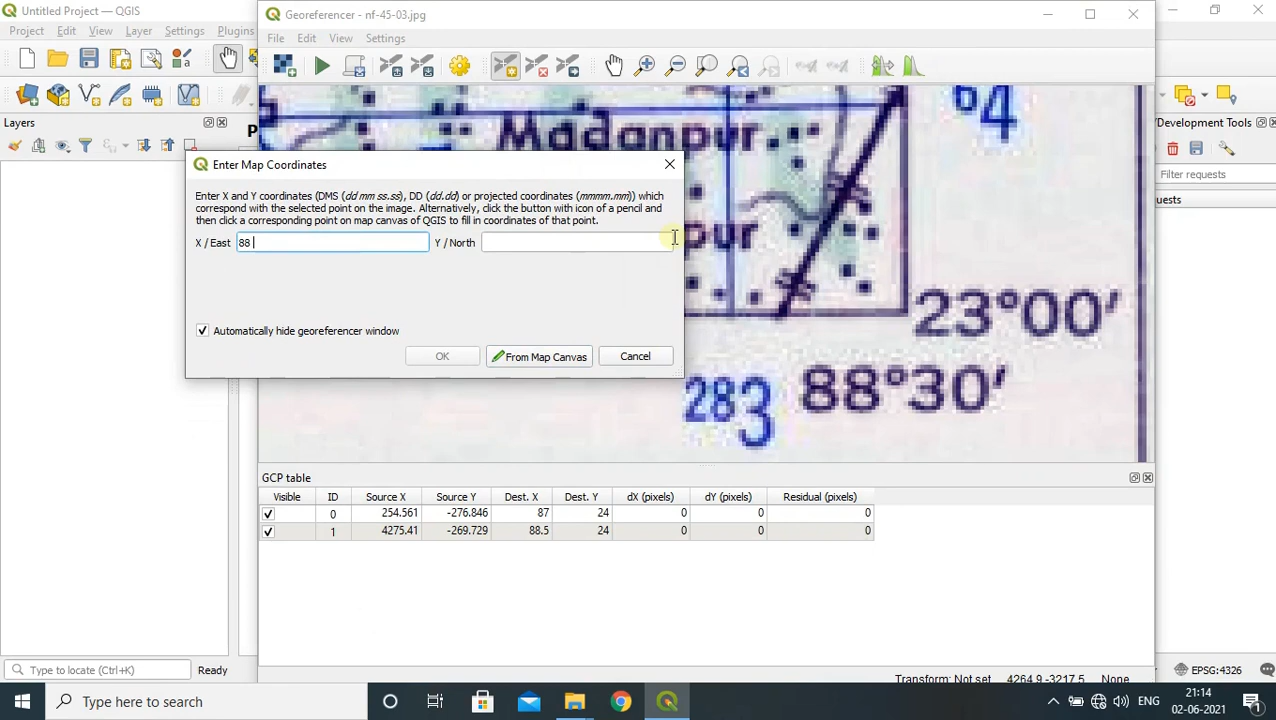 Untitled Project — QGIS
Project Edit View Layer Settings Plugins
Layers
Georeferencer - nf-45-03.jpg
File Edit View Settings
Madanpur
pur
64
23°00'
88°30'
283
Enter Map Coordinates
Enter X and Y coordinates (DMS (dd mm ss.ss), DD (dd.dd) or projected coordinates (mmmm.mm)) which
correspond with the selected point on the image. Alternatively, click the button with icon of a pencil and
then click a corresponding point on map canvas of QGIS to fill in coordinates of that point.
X / East 88 Y / North
Automatically hide georeferencer window
OK From Map Canvas Cancel
GCP table
Visible ID Source X Source Y Dest. X Dest. Y dX (pixels) dY (pixels) Residual (pixels)
0 254.561 -276.846 87 24 0 0 0
1 4275.41 -269.729 88.5 24 0 0 0
Transform: Not set 4264.9,-3217.5 None
Development Tools
Filter requests
uests
Type to locate (Ctrl+K) Ready
EPSG:4326
Type here to search
ENG
21:14
02-06-2021
1